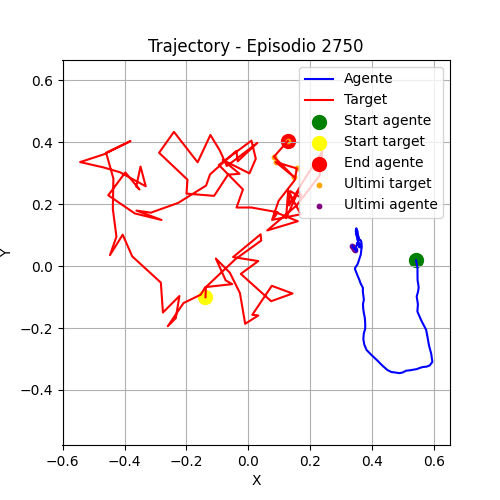 Trajectory - Episodio 2750
Agente
Target
Start agente
Start target
End agente
Ultimi target
Ultimi agente
Y
0.6
0.4
0.2
0.0
−0.2
−0.4
−0.6
−0.4
−0.2
0.0
0.2
0.4
0.6
X